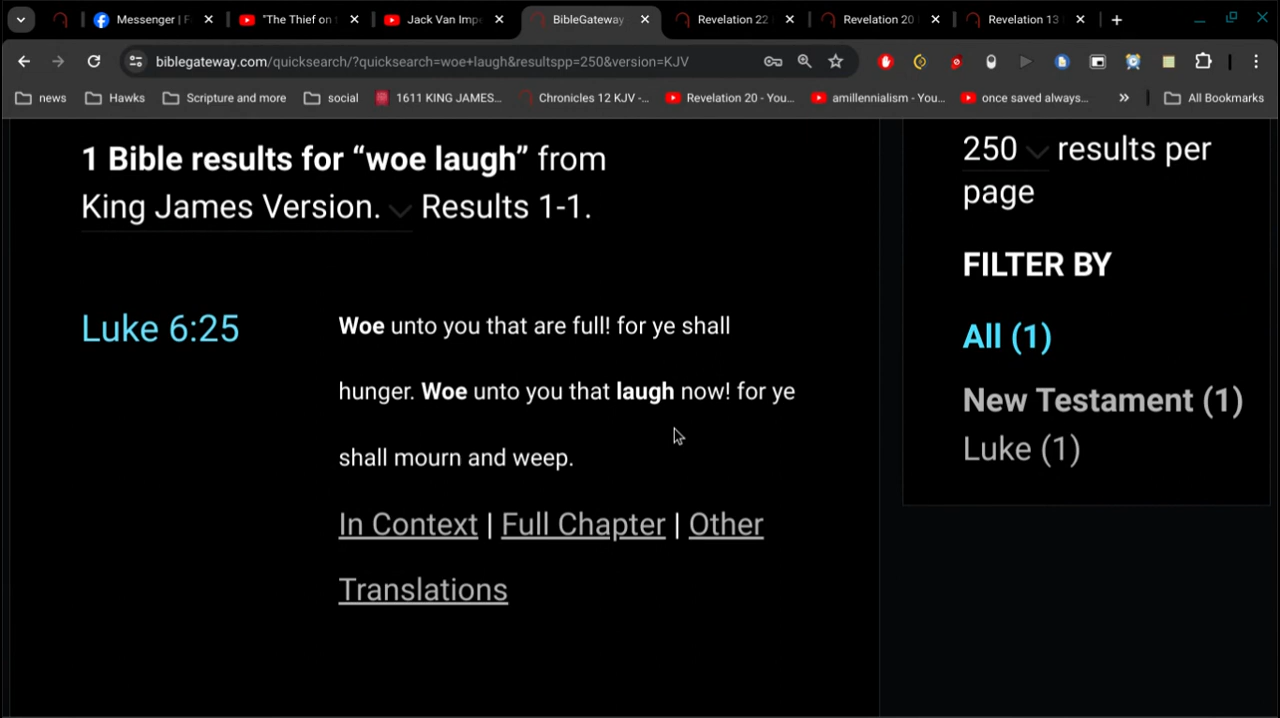 Messenger | F
"The Thief on
Jack Van Impe
BibleGateway
Revelation 22
Revelation 20
Revelation 13
biblegateway.com/quicksearch/?quicksearch=woe+laugh&resultspp=250&version=KJV
news
Hawks
Scripture and more
social
1611 KING JAMES...
Chronicles 12 KJV -...
Revelation 20 - You...
amillennialism - You...
once saved always...
All Bookmarks
1 Bible results for “woe laugh” from
King James Version. Results 1-1.
Luke 6:25
Woe unto you that are full! for ye shall
hunger. Woe unto you that laugh now! for ye
shall mourn and weep.
In Context | Full Chapter | Other
Translations
250 results per
page
FILTER BY
All (1)
New Testament (1)
Luke (1)